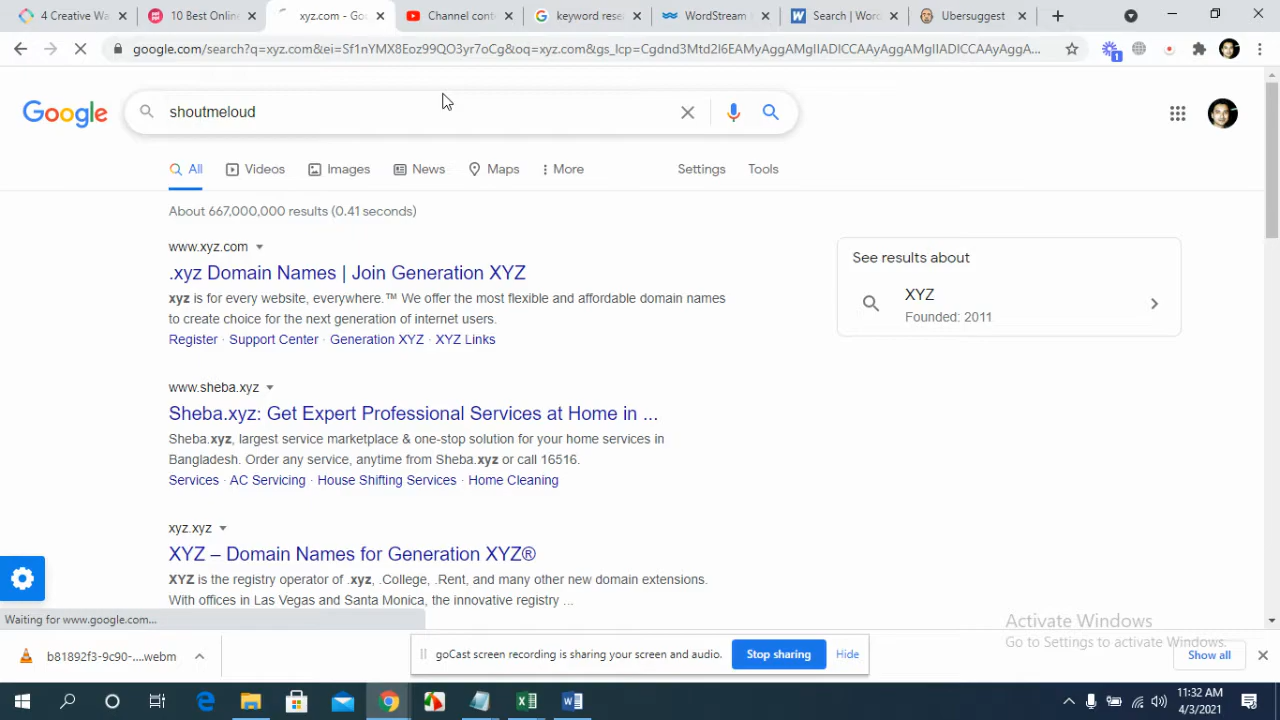 4 Creative Wa
10 Best Online
xyz.com - Goo
Channel cont
keyword rese
WordStream
Search | Word
Ubersuggest
google.com/search?q=xyz.com&ei=Sf1nYMX8Eoz99QO3yr7oCg&oq=xyz.com&gs_lcp=Cgdnd3Mtd2l6EAMyAggAMgIIADICCAAyAggAMgIIADICCAAyAggA...
1
Google
shoutmeloud
All
Videos
Images
News
Maps
More
Settings
Tools
About 667,000,000 results (0.41 seconds)
www.xyz.com
.xyz Domain Names | Join Generation XYZ
xyz is for every website, everywhere.™ We offer the most flexible and affordable domain names
to create choice for the next generation of internet users.
Register · Support Center · Generation XYZ · XYZ Links
See results about
XYZ
Founded: 2011
www.sheba.xyz
Sheba.xyz: Get Expert Professional Services at Home in ...
Sheba.xyz, largest service marketplace & one-stop solution for your home services in
Bangladesh. Order any service, anytime from Sheba.xyz or call 16516.
Services · AC Servicing · House Shifting Services · Home Cleaning
xyz.xyz
XYZ – Domain Names for Generation XYZ®
XYZ is the registry operator of .xyz, .College, .Rent, and many other new domain extensions.
With offices in Las Vegas and Santa Monica, the innovative registry ...
Waiting for www.google.com...
Activate Windows
Go to Settings to activate Windows.
b81892f3-9c90-....webm
goCast screen recording is sharing your screen and audio.
Stop sharing
Hide
Show all
11:32 AM
4/3/2021